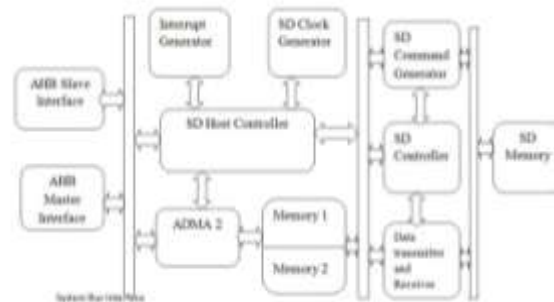 Interrupt
Generator
SD Clock
Generator
SD
Command
Generator
AHB Slave
Interface
SD Host Controller
SD
Controller
SD
Memory
AHB
Master
Interface
ADMA 2
Memory 1
Memory 2
Data
transmitter
and
Receiver
System Bus Interface